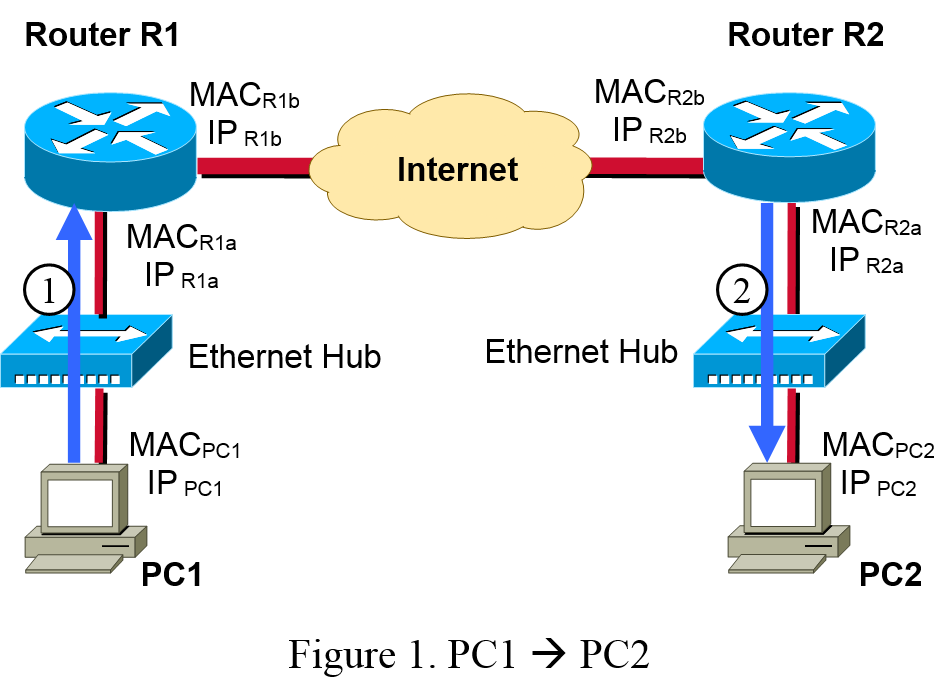 Router R1
Router R2
MACR1b
IP R1b
MACR2b
IP R2b
Internet
MACR1a
IP R1a
MACR2a
IP R2a
1
2
Ethernet Hub
Ethernet Hub
MACPC1
IP PC1
MACPC2
IP PC2
PC1
PC2
Figure 1. PC1 → PC2